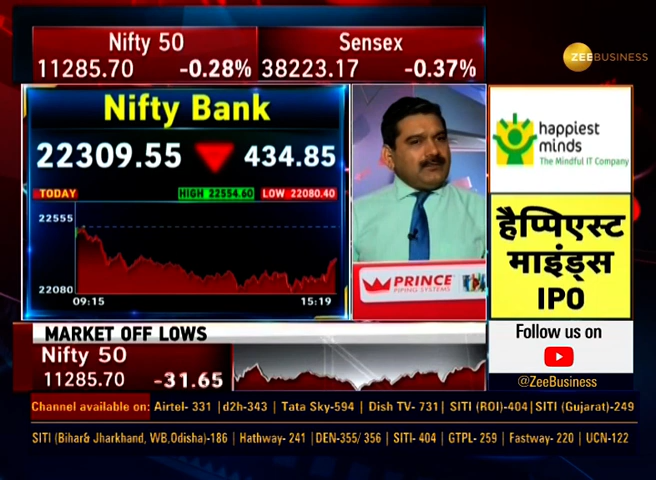 Nifty 50
11285.70 -0.28%
Sensex
38223.17 -0.37%
ZEEBUSINESS
Nifty Bank
22309.55 434.85
TODAY HIGH 22554.60 LOW 22080.40
22555
22080
09:15 15:19
PRINCE
PIPING SYSTEMS
happiest
minds
The Mindful IT Company
हैप्पिएस्ट
माइंड्स
IPO
MARKET OFF LOWS
Nifty 50
11285.70 -31.65
Follow us on
@ZeeBusiness
Channel available on: Airtel- 331 |d2h-343 | Tata Sky-594 | Dish TV- 731| SITI (ROI)-404|SITI (Gujarat)-249
SITI (Bihar& Jharkhand, WB,Odisha)-186 | Hathway- 241 |DEN-355/ 356 | SITI- 404 | GTPL- 259 | Fastway- 220 | UCN-122